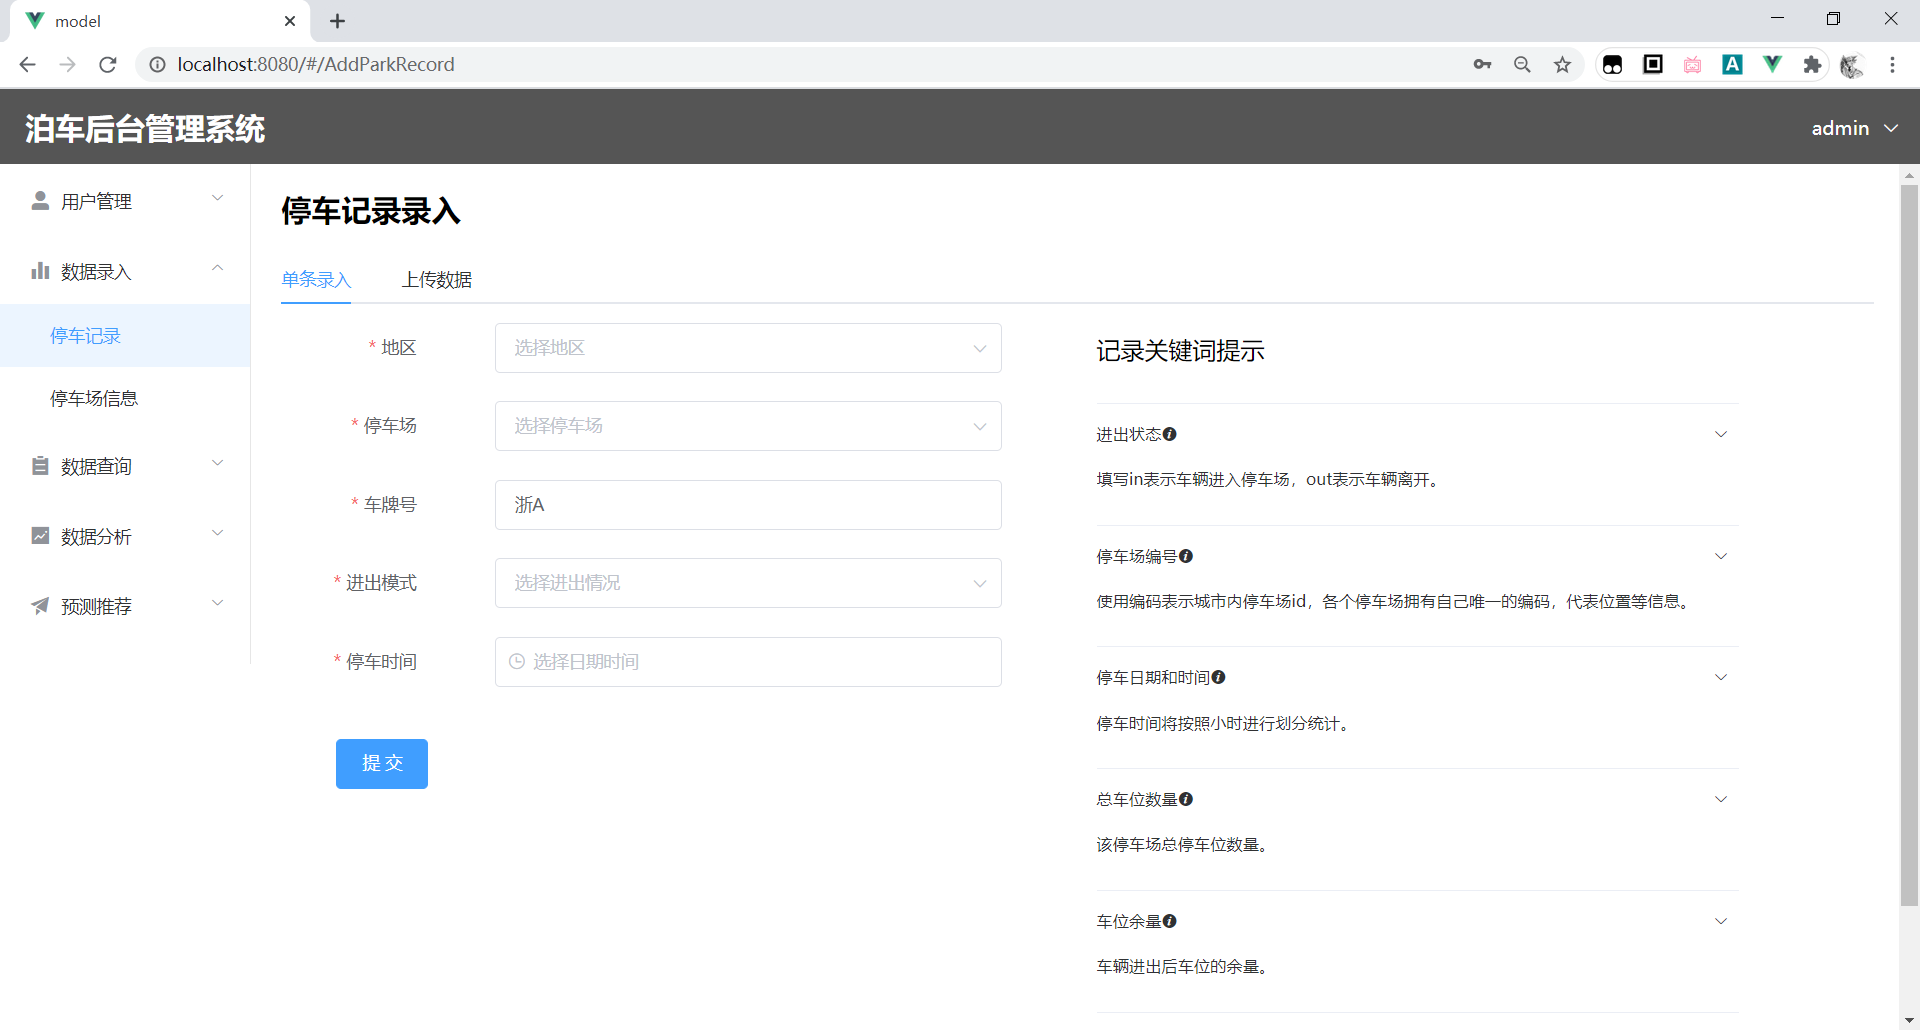 model
localhost:8080/#/AddParkRecord
泊车后台管理系统
admin
用户管理
数据录入
停车记录
停车场信息
数据查询
数据分析
预测推荐
停车记录录入
单条录入
上传数据
* 地区
选择地区
* 停车场
选择停车场
* 车牌号
浙A
* 进出模式
选择进出情况
* 停车时间
选择日期时间
提交
记录关键词提示
进出状态
填写in表示车辆进入停车场，out表示车辆离开。
停车场编号
使用编码表示城市内停车场id，各个停车场拥有自己唯一的编码，代表位置等信息。
停车日期和时间
停车时间将按照小时进行划分统计。
总车位数量
该停车场总停车位数量。
车位余量
车辆进出后车位的余量。